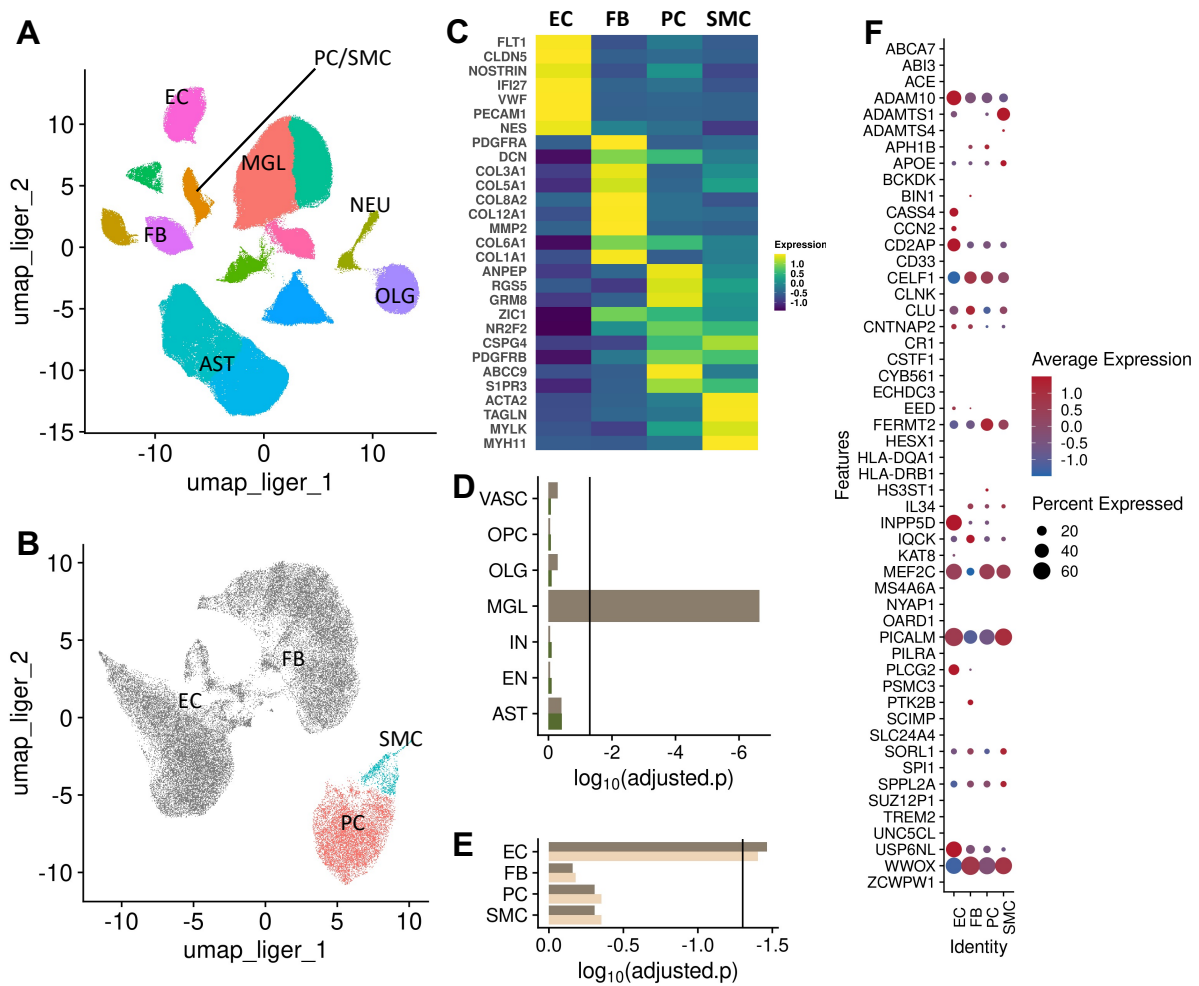 A
PC/SMC
EC
MGL
NEU
FB
OLG
AST
10
5
0
-5
-10
-15
-10
0
10
umap_liger_2
umap_liger_1
B
FB
EC
SMC
PC
10
5
0
-5
-10
-10
-5
0
5
10
umap_liger_2
umap_liger_1
C
EC FB PC SMC
FLT1
CLDN5
NOSTRIN
IFI27
VWF
PECAM1
NES
PDGFRA
DCN
COL3A1
COL5A1
COL8A2
COL12A1
MMP2
COL6A1
COL1A1
ANPEP
RGS5
GRM8
ZIC1
NR2F2
CSPG4
PDGFRB
ABCC9
S1PR3
ACTA2
TAGLN
MYLK
MYH11
Expression
1.0
0.5
0.0
-0.5
-1.0
D
VASC
OPC
OLG
MGL
IN
EN
AST
0 -2 -4 -6
log10(adjusted.p)
E
EC
FB
PC
SMC
0.0 -0.5 -1.0 -1.5
log10(adjusted.p)
F
ABCA7
ABI3
ACE
ADAM10
ADAMTS1
ADAMTS4
APH1B
APOE
BCKDK
BIN1
CASS4
CCN2
CD2AP
CD33
CELF1
CLNK
CLU
CNTNAP2
CR1
CSTF1
CYB561
ECHDC3
EED
FERMT2
HESX1
HLA-DQA1
HLA-DRB1
HS3ST1
IL34
INPP5D
IQCK
KAT8
MEF2C
MS4A6A
NYAP1
OARD1
PICALM
PILRA
PLCG2
PSMC3
PTK2B
SCIMP
SLC24A4
SORL1
SPI1
SPPL2A
SUZ12P1
TREM2
UNC5CL
USP6NL
WWOX
ZCWPW1
Features
EC
FB
PC
SMC
Identity
Average Expression
1.0
0.5
0.0
-0.5
-1.0
Percent Expressed
20
40
60